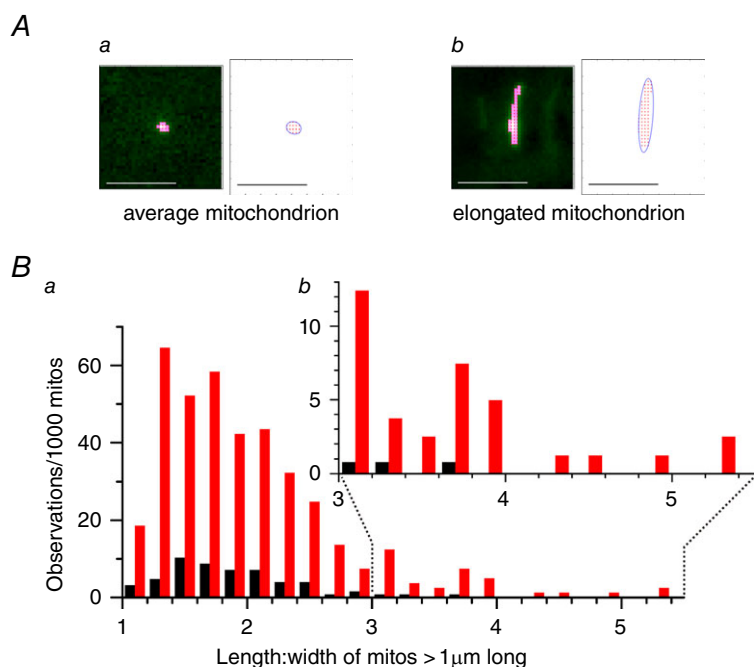 A
a
b
average mitochondrion
elongated mitochondrion
B
a
b
Observations/1000 mitos
60
40
20
0
10
5
0
3
4
5
1
2
3
4
5
Length:width of mitos > 1μm long